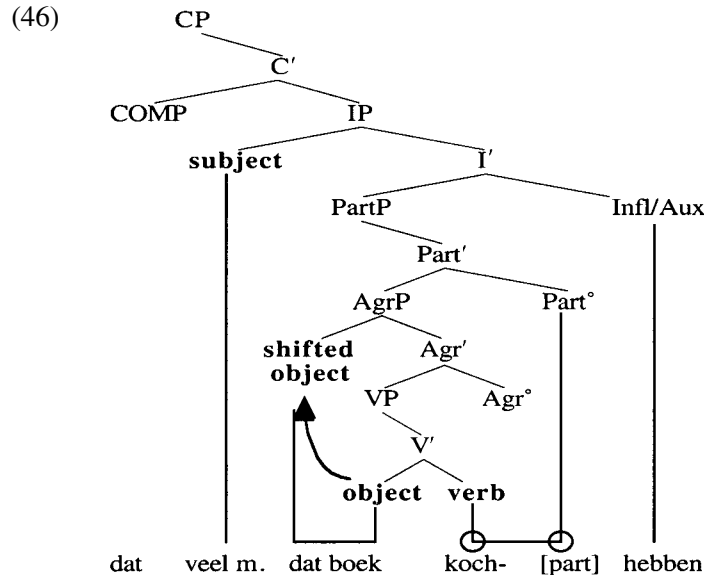 (46)
CP
C′
COMP IP
subject I′
PartP Infl/Aux
Part′
AgrP Part°
shifted Agr′
object
VP Agr°
V′
object verb
dat veel m. dat boek koch- [part] hebben